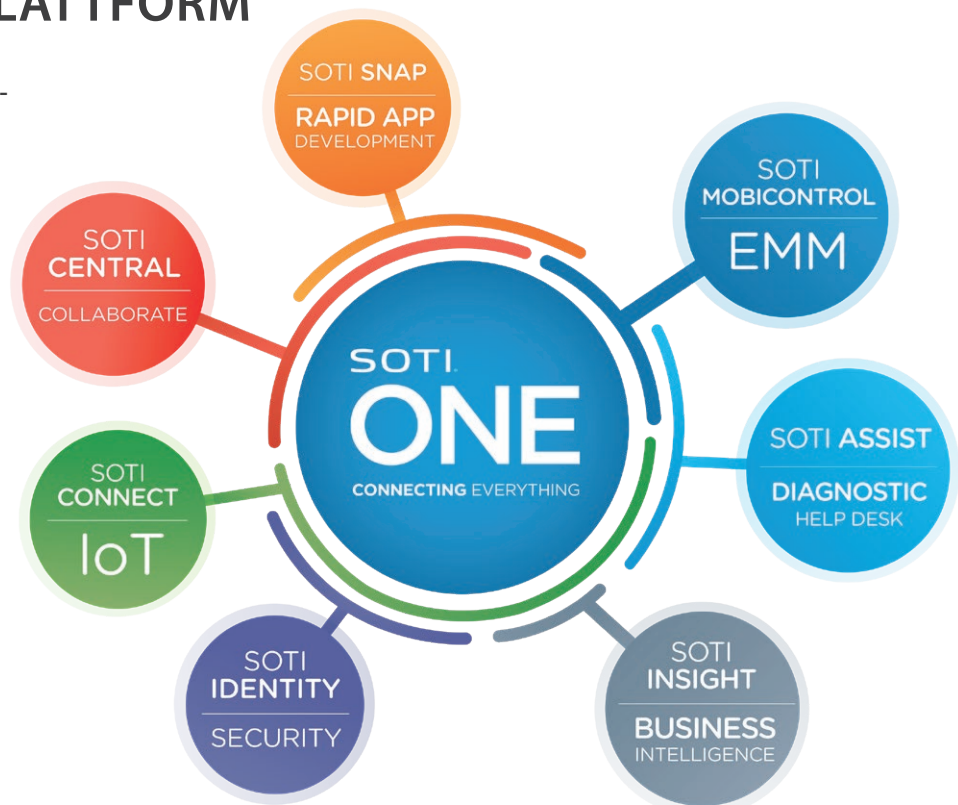 LATTFORM
-
SOTI SNAP
RAPID APP
DEVELOPMENT
SOTI
MOBICONTROL
EMM
SOTI
CENTRAL
COLLABORATE
SOTI
ONE
CONNECTING EVERYTHING
SOTI ASSIST
DIAGNOSTIC
HELP DESK
SOTI
CONNECT
IoT
SOTI
IDENTITY
SECURITY
SOTI
INSIGHT
BUSINESS
INTELLIGENCE